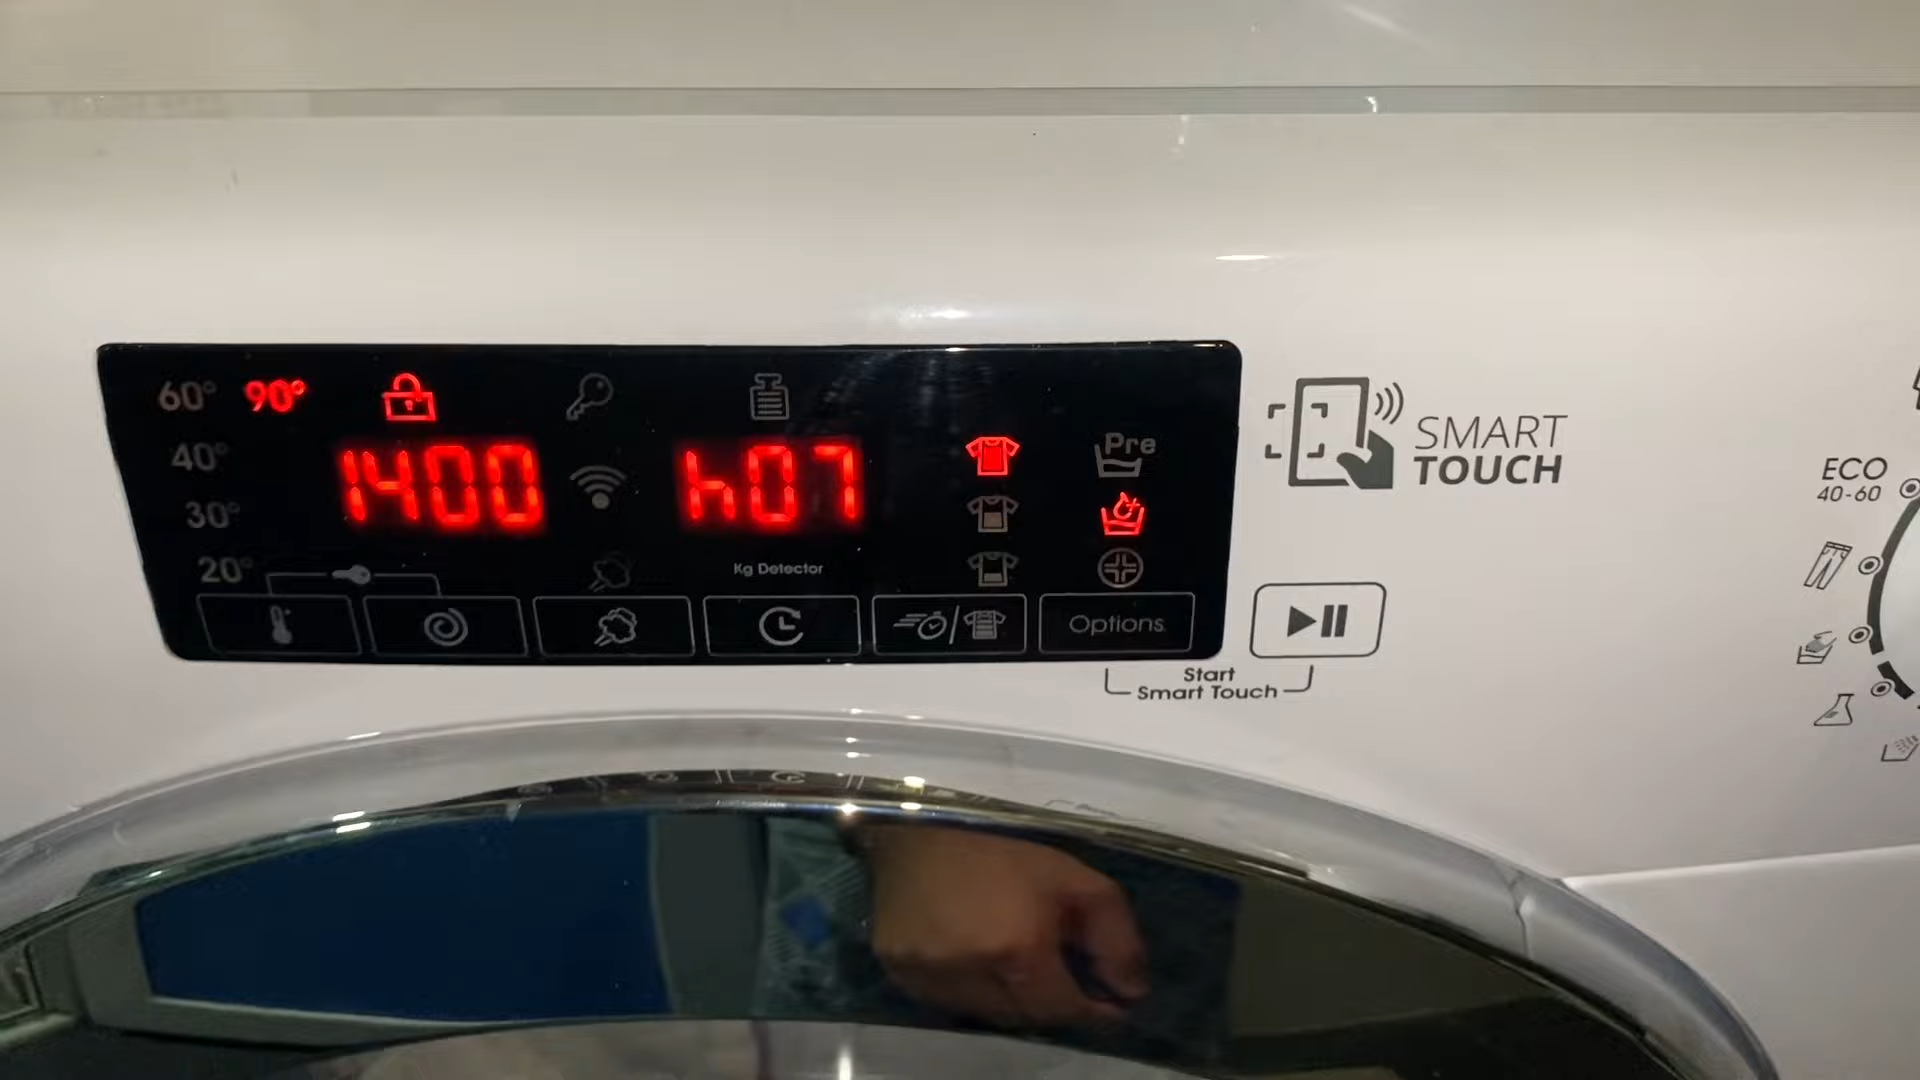 60° 90°
40°
30°
20°
1400
h07
Kg Detector
Pre
Options
SMART
TOUCH
Start
Smart Touch
ECO
40-60